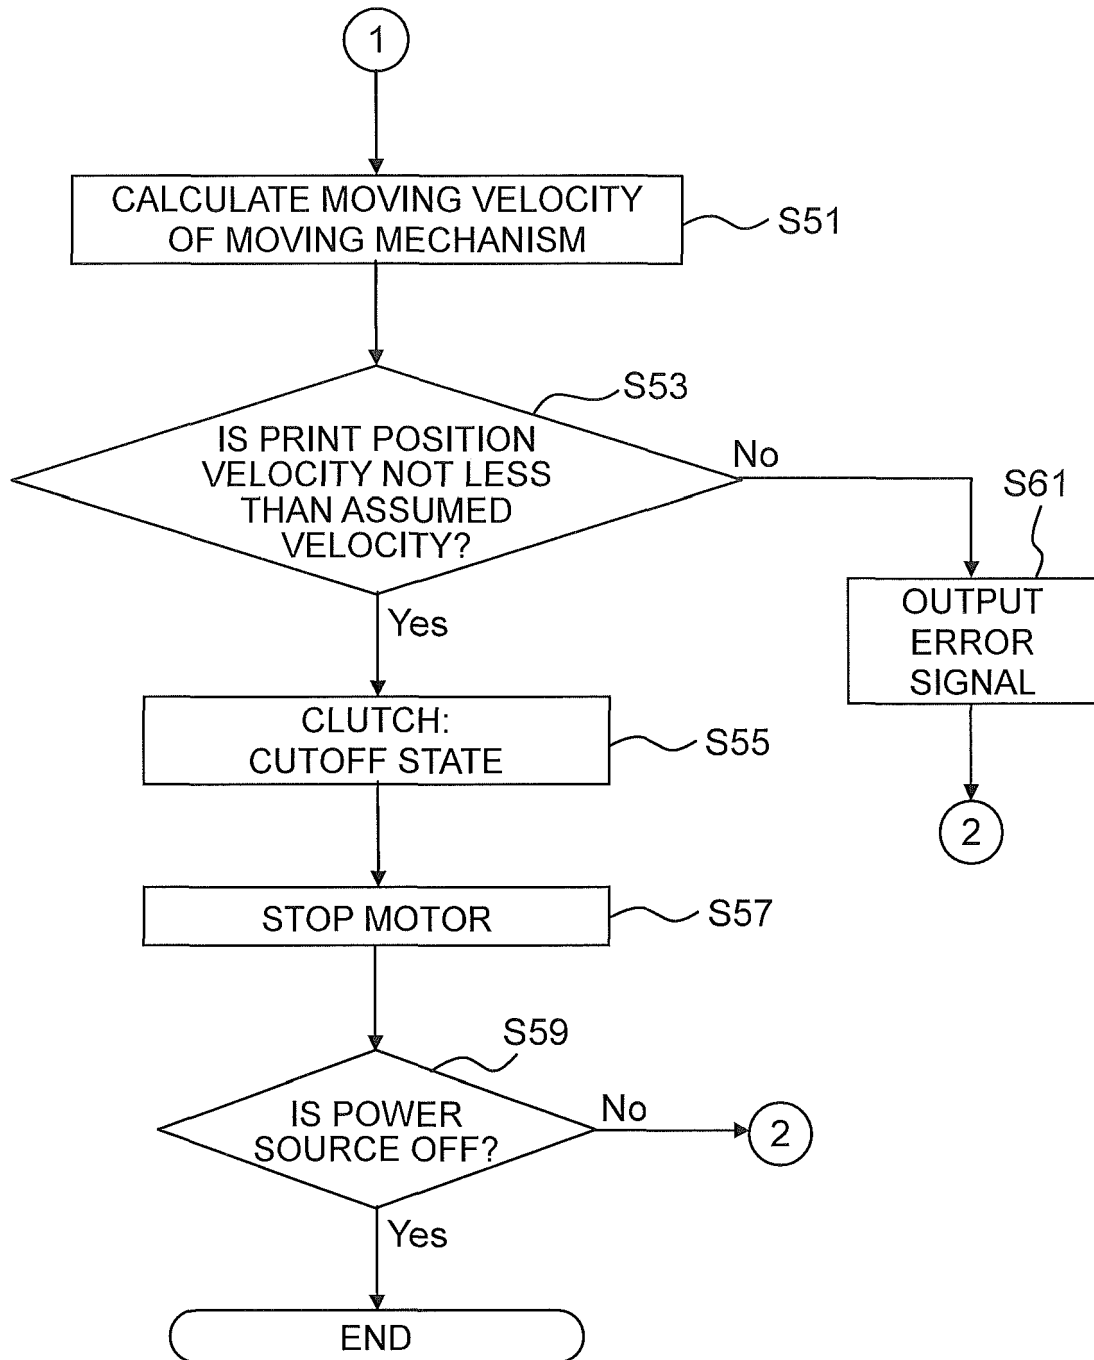 1
CALCULATE MOVING VELOCITY
OF MOVING MECHANISM
S51
S53
IS PRINT POSITION
VELOCITY NOT LESS
THAN ASSUMED
VELOCITY?
No
S61
OUTPUT
ERROR
SIGNAL
2
Yes
CLUTCH:
CUTOFF STATE
S55
STOP MOTOR
S57
S59
IS POWER
SOURCE OFF?
No
2
Yes
END